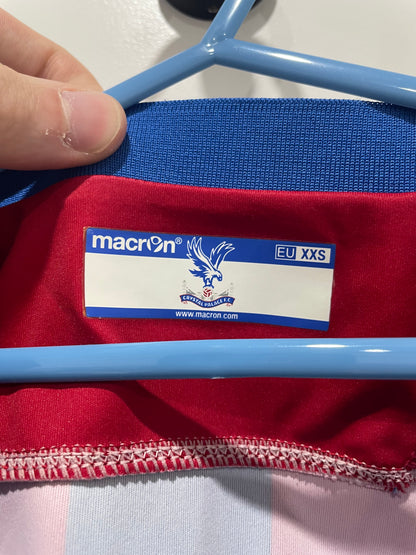 macron®
EU XXS
CRYSTAL PALACE F.C.
www.macron.com